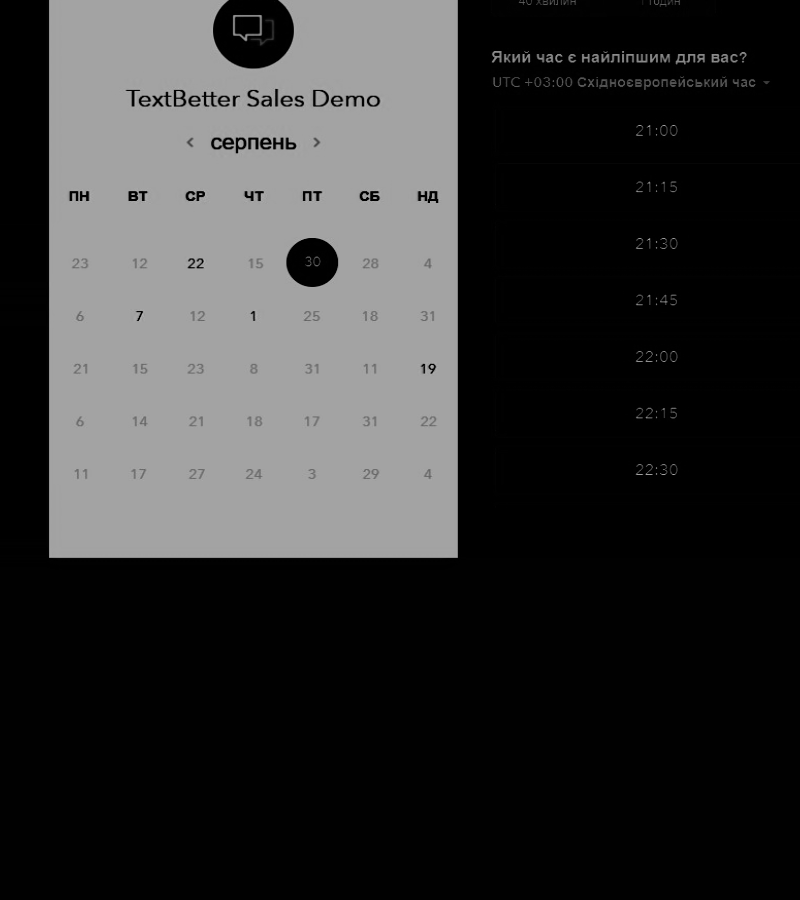 TextBetter Sales Demo
серпень
ПН ВТ СР ЧТ ПТ СБ НД
23 12 22 15 30 28 4
6 7 12 1 25 18 31
21 15 23 8 31 11 19
6 14 21 18 17 31 22
11 17 27 24 3 29 4
40 хвилин 1 годин
Який час є найліпшим для вас?
UTC +03:00 Східноєвропейський час
21:00
21:15
21:30
21:45
22:00
22:15
22:30